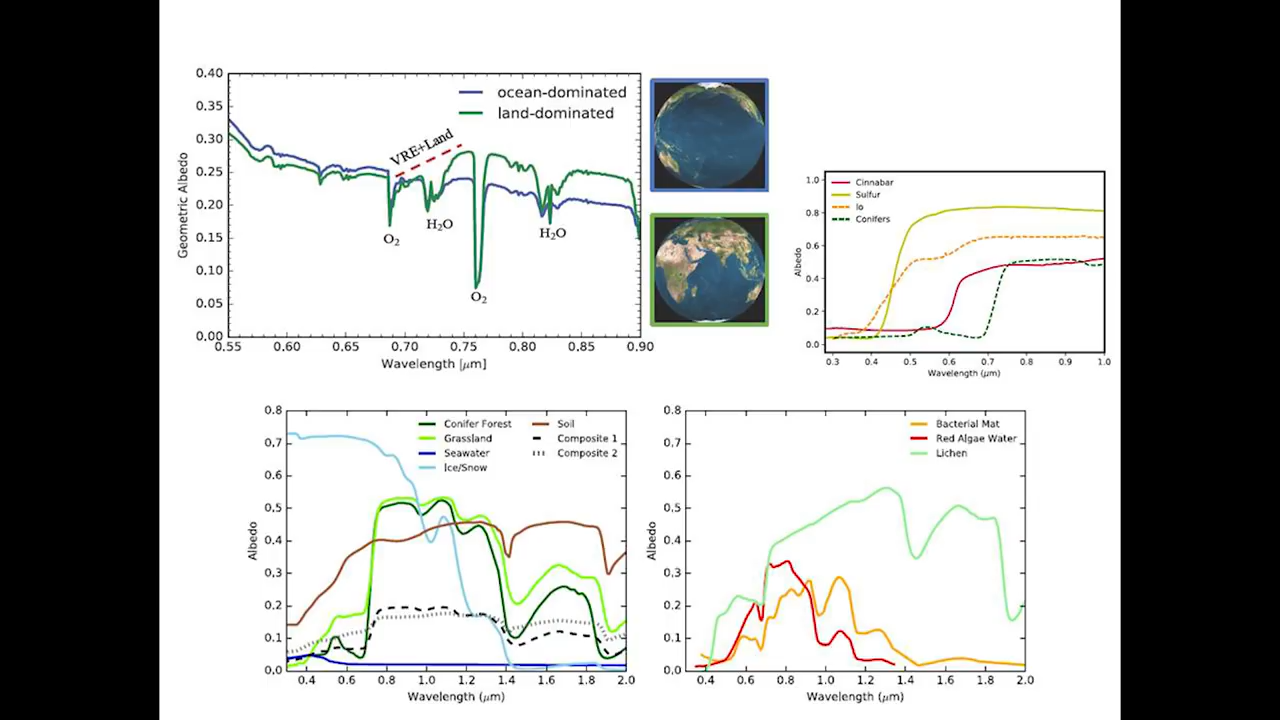 0.40
0.35
0.30
0.25
0.20
0.15
0.10
0.05
0.00
Geometric Albedo
ocean-dominated
land-dominated
VRE+Land
O₂
H₂O
O₂
H₂O
0.55 0.60 0.65 0.70 0.75 0.80 0.85 0.90
Wavelength [μm]
1.0
0.8
0.6
0.4
0.2
0.0
Albedo
Cinnabar
Sulfur
Io
Conifers
0.3 0.4 0.5 0.6 0.7 0.8 0.9 1.0
Wavelength (μm)
0.8
0.7
0.6
0.5
0.4
0.3
0.2
0.1
0.0
Albedo
Conifer Forest
Grassland
Seawater
Ice/Snow
Soil
Composite 1
Composite 2
0.4 0.6 0.8 1.0 1.2 1.4 1.6 1.8 2.0
Wavelength (μm)
0.8
0.7
0.6
0.5
0.4
0.3
0.2
0.1
0.0
Albedo
Bacterial Mat
Red Algae Water
Lichen
0.4 0.6 0.8 1.0 1.2 1.4 1.6 1.8 2.0
Wavelength (μm)